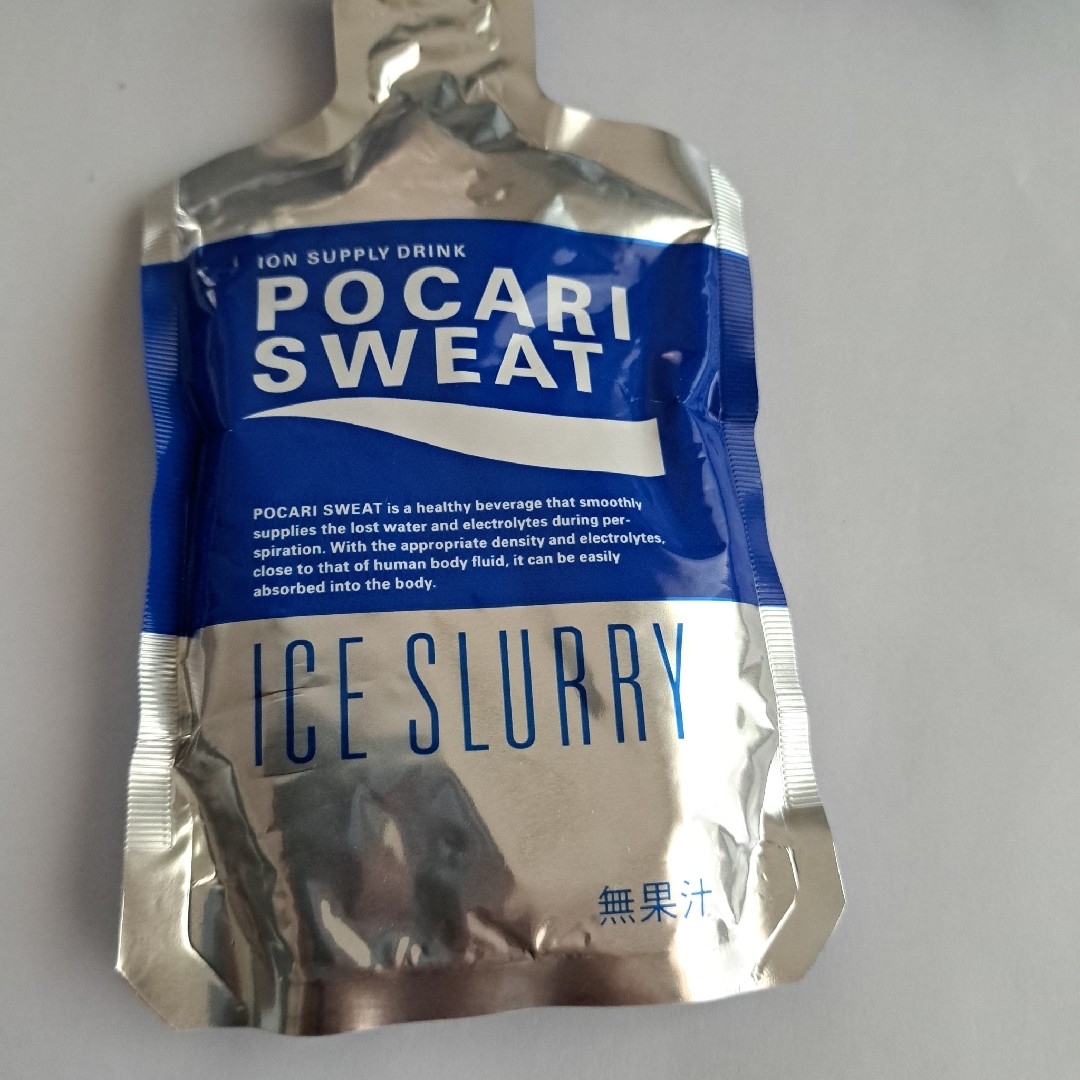 ION SUPPLY DRINK
POCARI
SWEAT
POCARI SWEAT is a healthy beverage that smoothly
supplies the lost water and electrolytes during per-
spiration. With the appropriate density and electrolytes,
close to that of human body fluid, it can be easily
absorbed into the body.
ICE SLURRY
無果汁